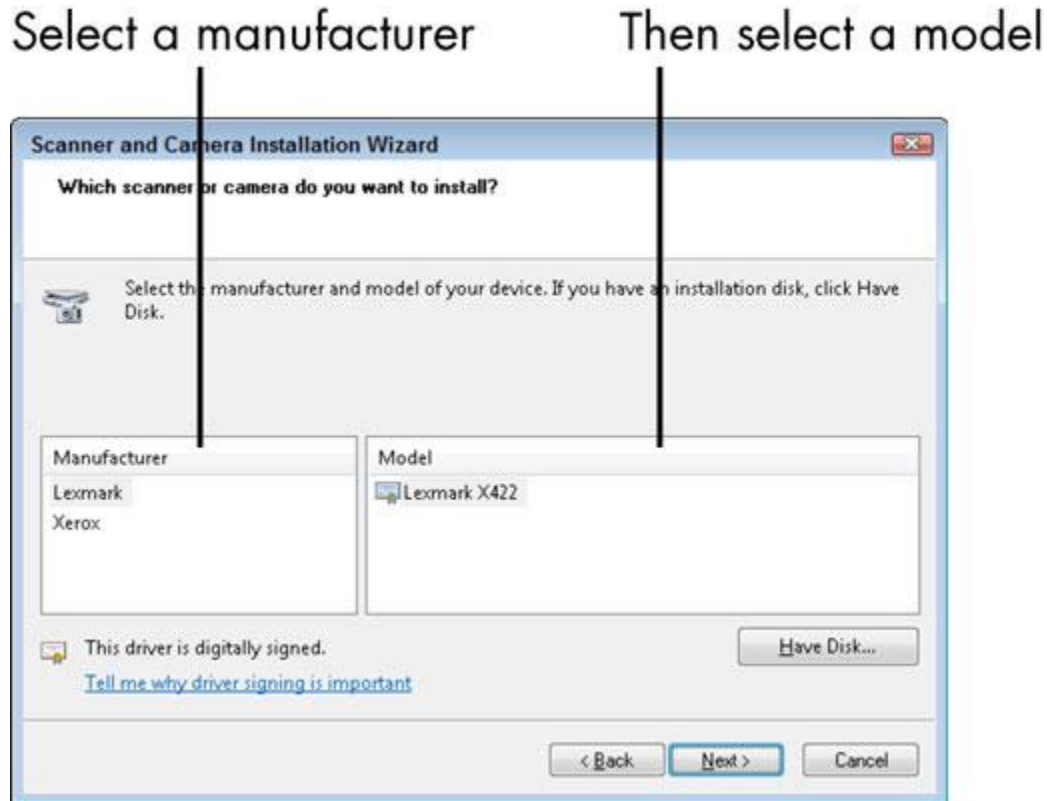 Select a manufacturer
Then select a model
Scanner and Camera Installation Wizard
Which scanner or camera do you want to install?
Select the manufacturer and model of your device. If you have an installation disk, click Have
Disk.
Manufacturer
Model
Lexmark
Lexmark X422
Xerox
This driver is digitally signed.
Have Disk...
Tell me why driver signing is important
< Back
Next >
Cancel